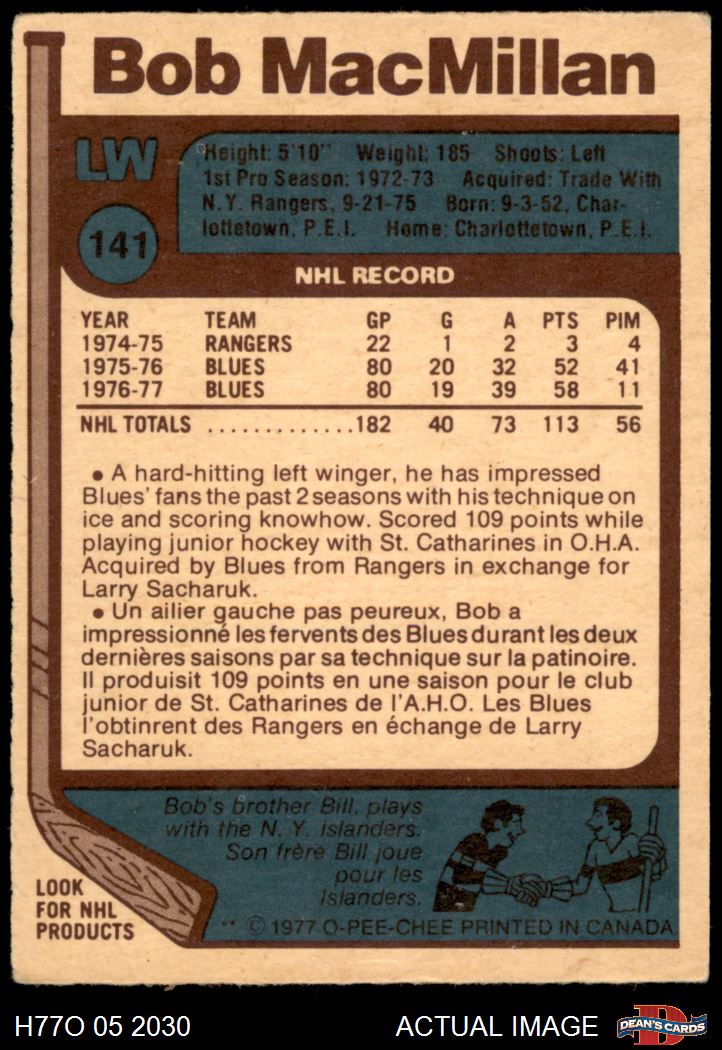 Bob MacMillan
LW
141
Height: 5'10" Weight: 185 Shoots: Left
1st Pro Season: 1972-73 Acquired: Trade With
N.Y. Rangers, 9-21-75 Born: 9-3-52, Char-
lottetown, P.E.I. Home: Charlottetown, P.E.I.
NHL RECORD
YEAR TEAM GP G A PTS PIM
1974-75 RANGERS 22 1 2 3 4
1975-76 BLUES 80 20 32 52 41
1976-77 BLUES 80 19 39 58 11
NHL TOTALS .............182 40 73 113 56
• A hard-hitting left winger, he has impressed
Blues' fans the past 2 seasons with his technique on
ice and scoring knowhow. Scored 109 points while
playing junior hockey with St. Catharines in O.H.A.
Acquired by Blues from Rangers in exchange for
Larry Sacharuk.
• Un ailier gauche pas peureux, Bob a
impressionné les fervents des Blues durant les deux
dernières saisons par sa technique sur la patinoire.
Il produisit 109 points en une saison pour le club
junior de St. Catharines de l'A.H.O. Les Blues
l'obtinrent des Rangers en échange de Larry
Sacharuk.
Bob's brother Bill, plays
with the N. Y. Islanders.
Son frère Bill joue
pour les
Islanders.
LOOK
FOR NHL
PRODUCTS
** © 1977 O-PEE-CHEE PRINTED IN CANADA
H77O 05 2030 ACTUAL IMAGE
D
DEAN'S CARDS